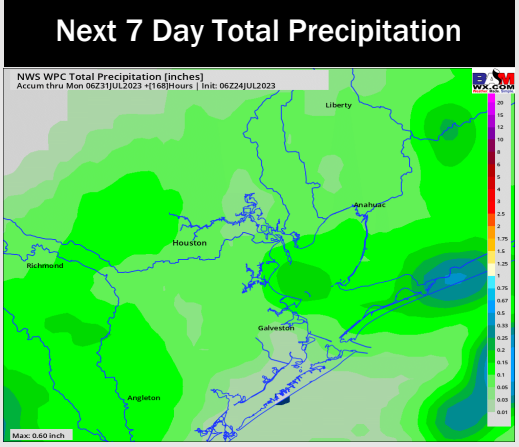 Next 7 Day Total Precipitation
NWS WPC Total Precipitation [inches]
Accum thru Mon 06Z31JUL2023 +[168]Hours | Init: 06Z24JUL2023
BAM
WX.COM
Liberty
Anahuac
Houston
Richmond
Galveston
Angleton
20
15
12
10
8
6
5
4
3
2.5
2
1.75
1.5
1.25
1
0.75
0.67
0.5
0.33
0.25
0.2
0.15
0.1
0.05
0.03
0.01
Max: 0.60 inch